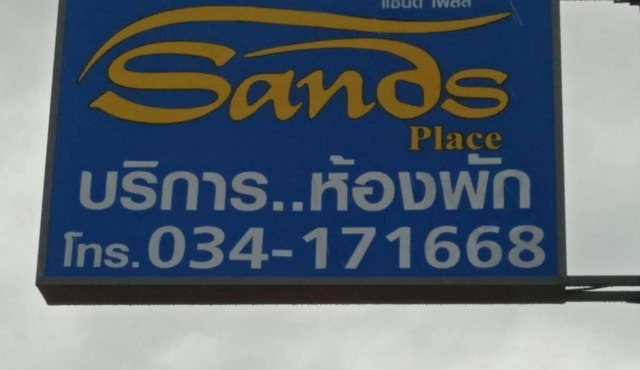 แซนด์ เพลส
Sands
Place
บริการ..ห้องพัก
โทร.034-171668